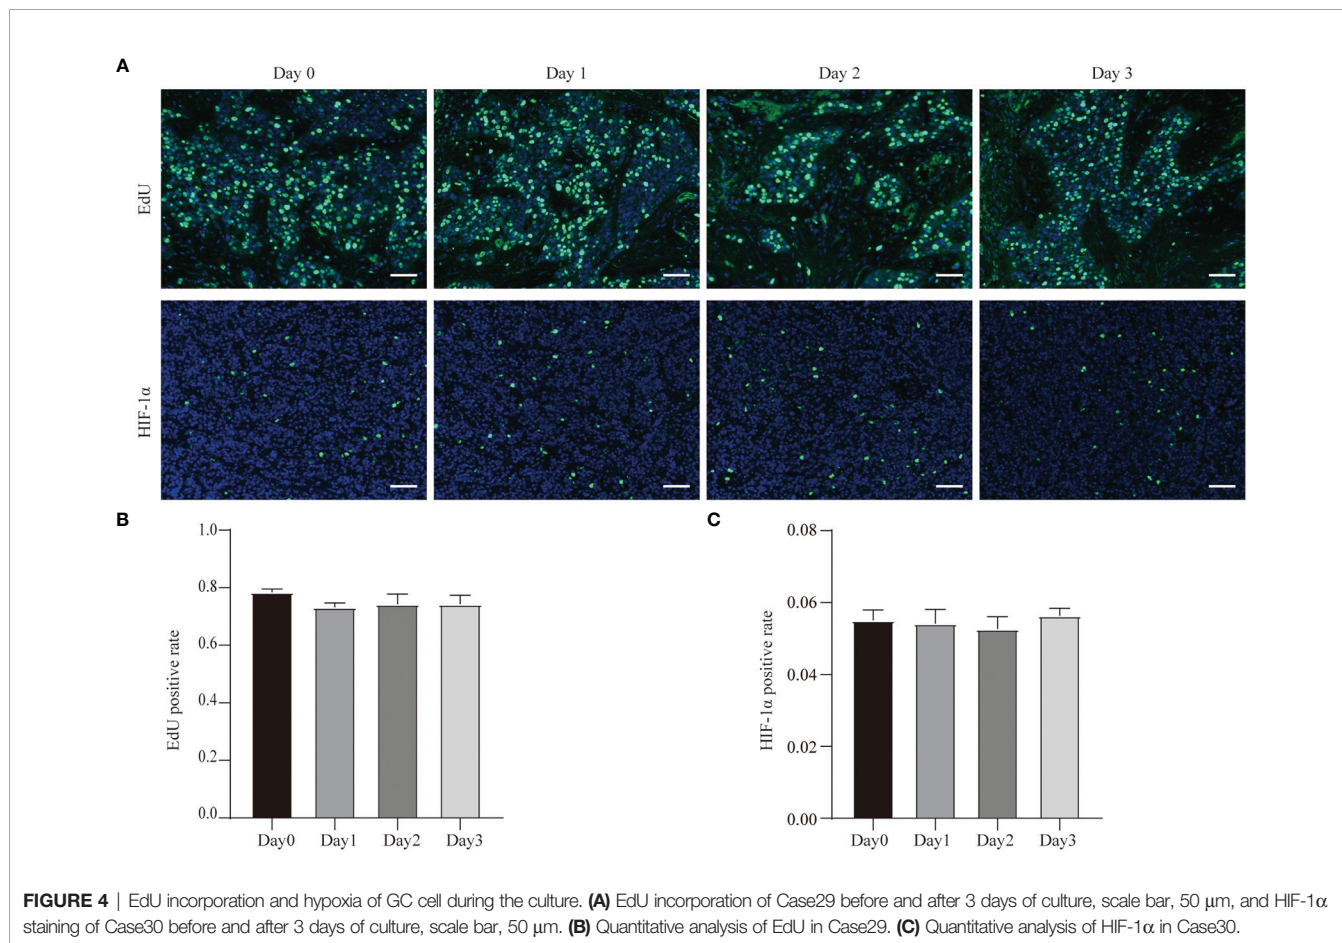 A
Day 0 Day 1 Day 2 Day 3
EdU
HIF-1α
B
1.0
0.8
0.6
0.4
0.2
0.0
EdU positive rate
Day0 Day1 Day2 Day3
C
0.08
0.06
0.04
0.02
0.00
HIF-1α positive rate
Day0 Day1 Day2 Day3
FIGURE 4 | EdU incorporation and hypoxia of GC cell during the culture. (A) EdU incorporation of Case29 before and after 3 days of culture, scale bar, 50 μm, and HIF-1α
staining of Case30 before and after 3 days of culture, scale bar, 50 μm. (B) Quantitative analysis of EdU in Case29. (C) Quantitative analysis of HIF-1α in Case30.